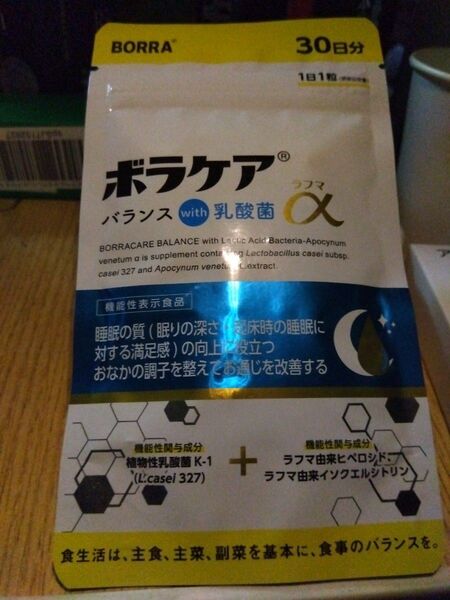 BORRA®
30日分
1日1粒
ボラケア®
ラフマ
バランス with 乳酸菌 α
BORRACARE BALANCE with Lactic Acid Bacteria-Apocynum
venetum α is supplement containing Lactobacillus casei subsp.
casei 327 and Apocynum venetum extract.
機能性表示食品
睡眠の質(眠りの深さ・起床時の睡眠に
対する満足感)の向上に役立つ
おなかの調子を整えてお通じを改善する
機能性関与成分
植物性乳酸菌 K-1
(L.casei 327)
+
機能性関与成分
ラフマ由来ヒペロシド、
ラフマ由来イソクエルシトリン
食生活は、主食、主菜、副菜を基本に、食事のバランスを。